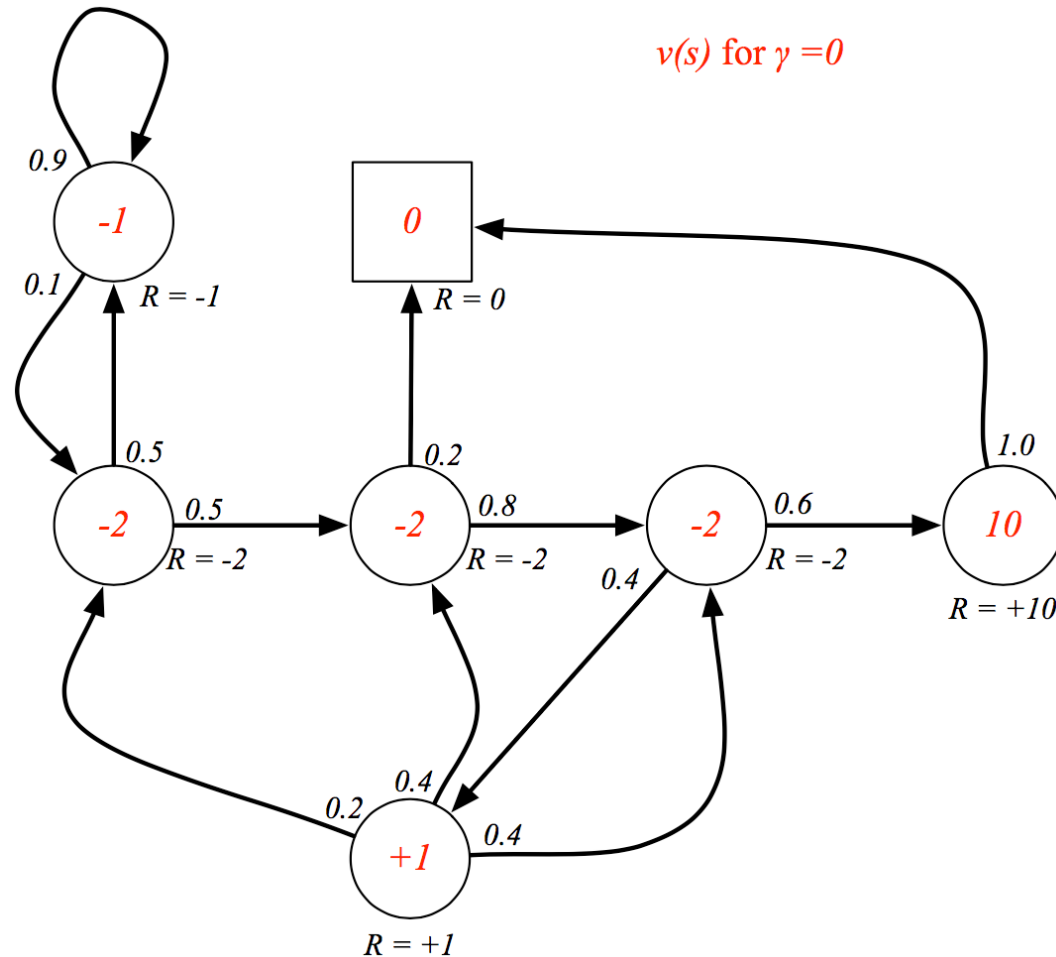 v(s) for γ =0
0.9
-1
0
0.1
R = -1
R = 0
0.5
0.2
1.0
-2
0.5
-2
0.8
-2
0.6
10
R = -2
R = -2
0.4
R = -2
R = +10
0.4
0.2
0.4
+1
R = +1